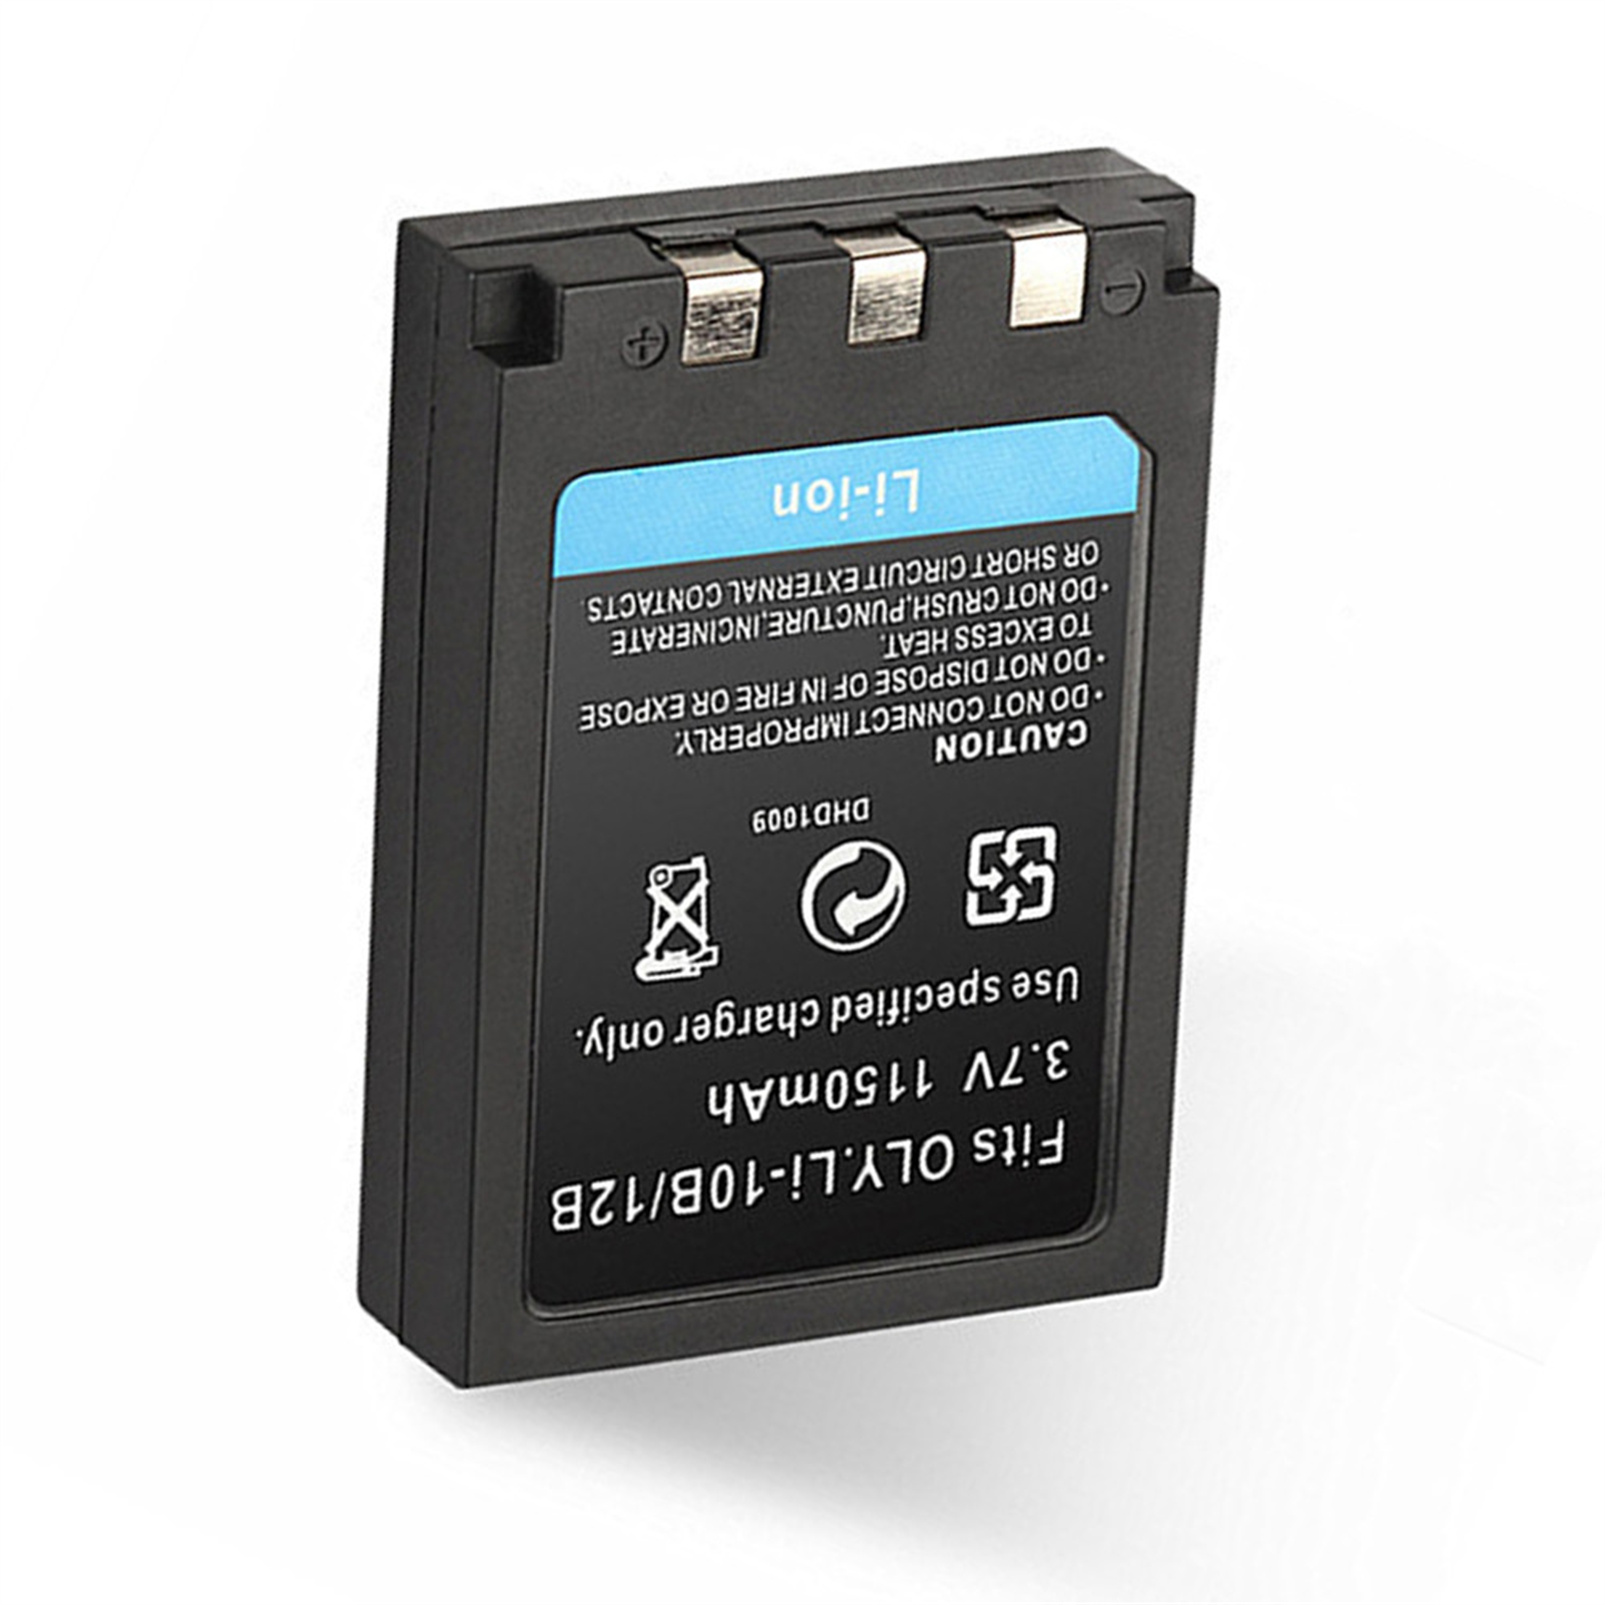 Fits OLY.Li-10B/12B
3.7V 1150mAh
Use specified charger only.
DHD1009
CAUTION
·DO NOT CONNECT IMPROPERLY.
·DO NOT DISPOSE OF IN FIRE OR EXPOSE
TO EXCESS HEAT.
·DO NOT CRUSH,PUNCTURE,INCINERATE
OR SHORT CIRCUIT EXTERNAL CONTACTS.
Li-ion